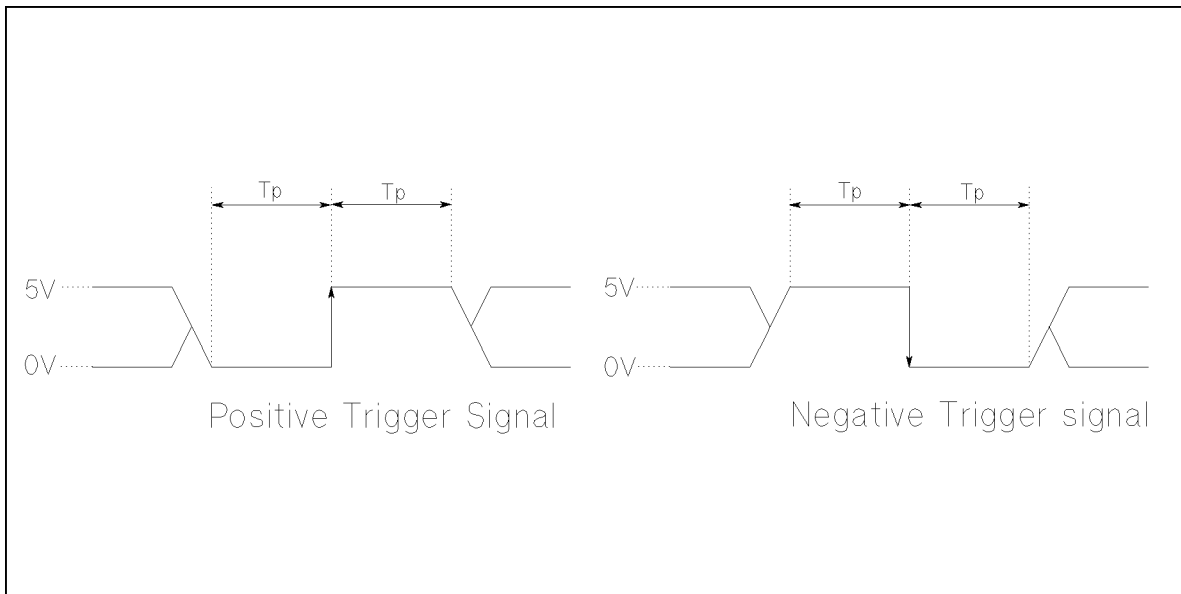 Tp Tp
5V
0V
Positive Trigger Signal
Tp Tp
5V
0V
Negative Trigger signal